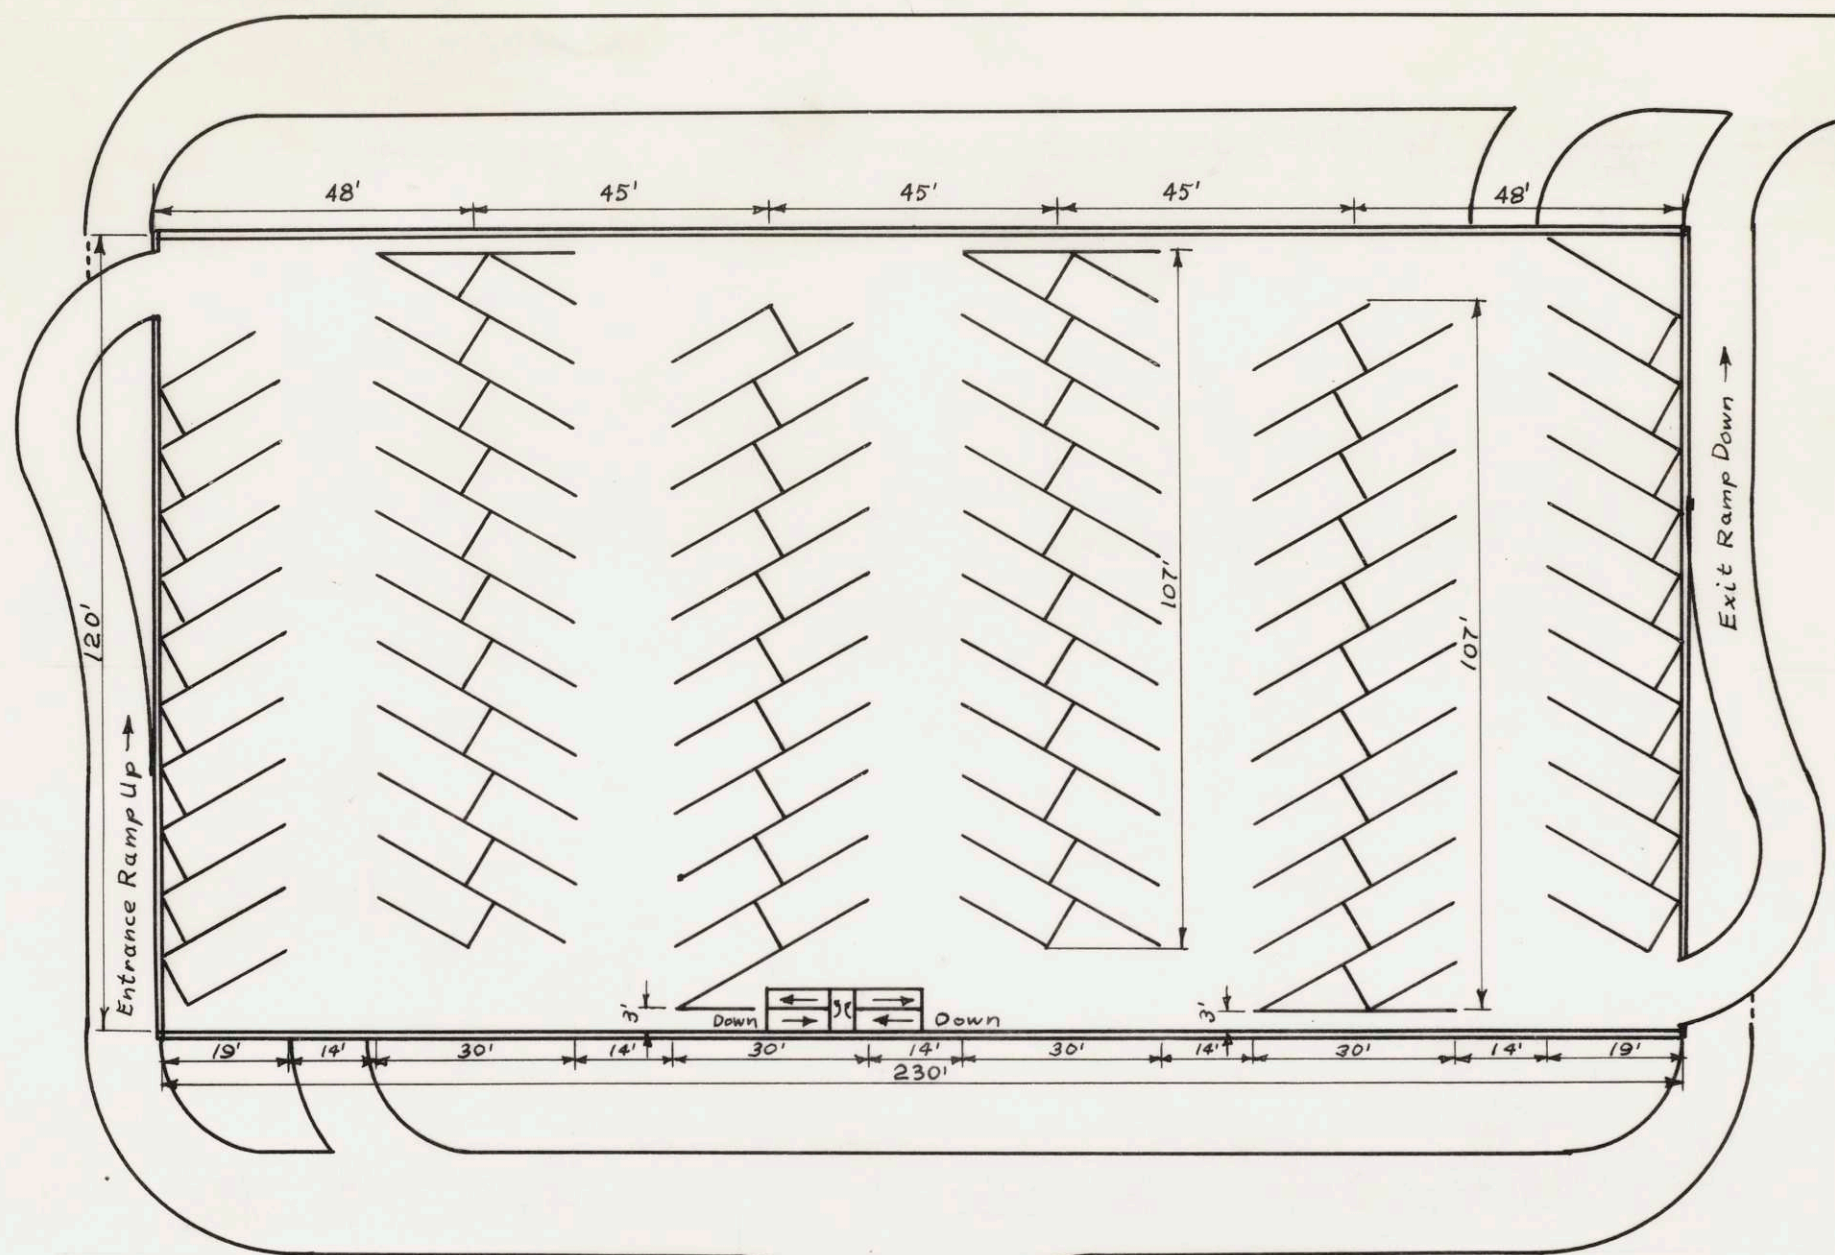 48' 45' 45' 45' 48'
120'
Entrance Ramp Up →
107'
107'
Exit Ramp Down →
3'
Down
Down
3'
19' 14' 30' 14' 30' 14' 30' 14' 30' 14' 19'
230'